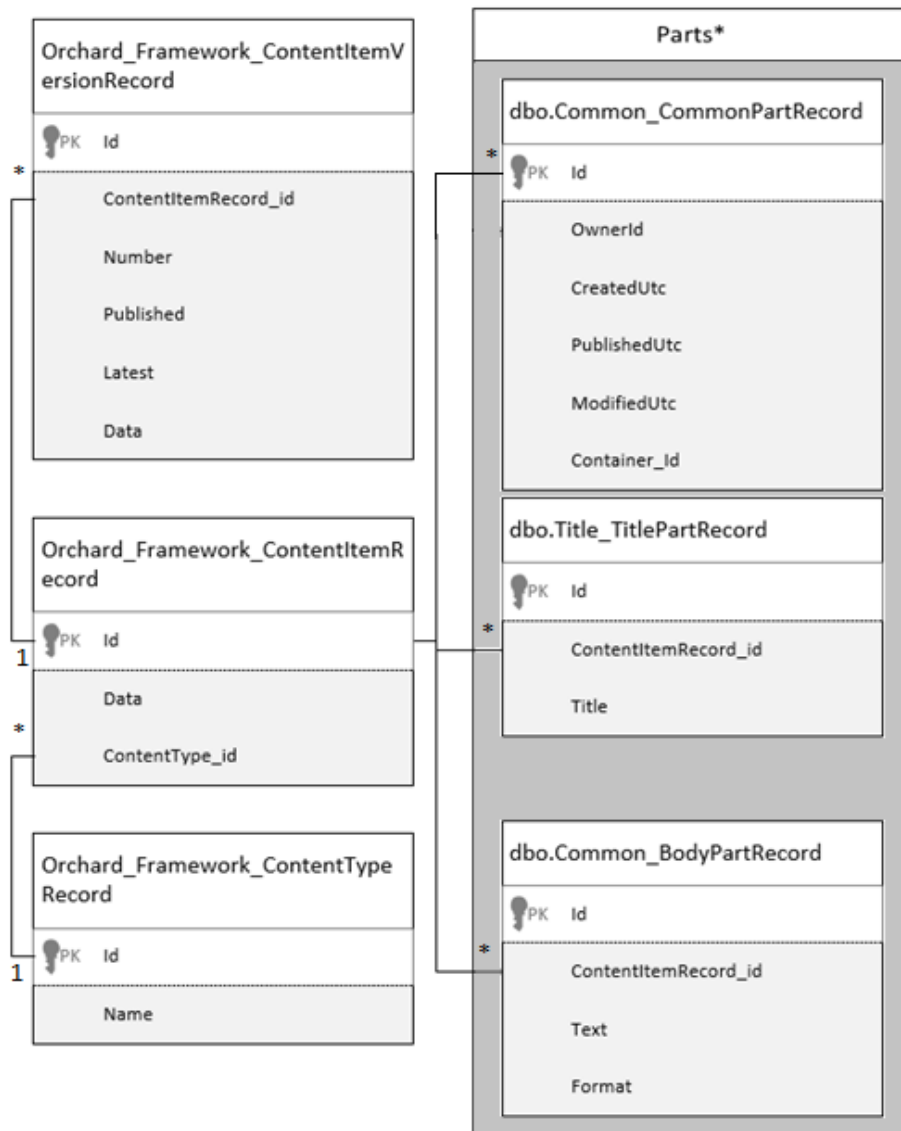 Orchard_Framework_ContentItemV
ersionRecord
PK Id
*
ContentItemRecord_id
Number
Published
Latest
Data
Orchard_Framework_ContentItemR
ecord
PK Id
1
Data
*
ContentType_id
Orchard_Framework_ContentType
Record
PK Id
1
Name
Parts*
dbo.Common_CommonPartRecord
*
PK Id
OwnerId
CreatedUtc
PublishedUtc
ModifiedUtc
Container_Id
dbo.Title_TitlePartRecord
PK Id
*
ContentItemRecord_id
Title
dbo.Common_BodyPartRecord
PK Id
*
ContentItemRecord_id
Text
Format